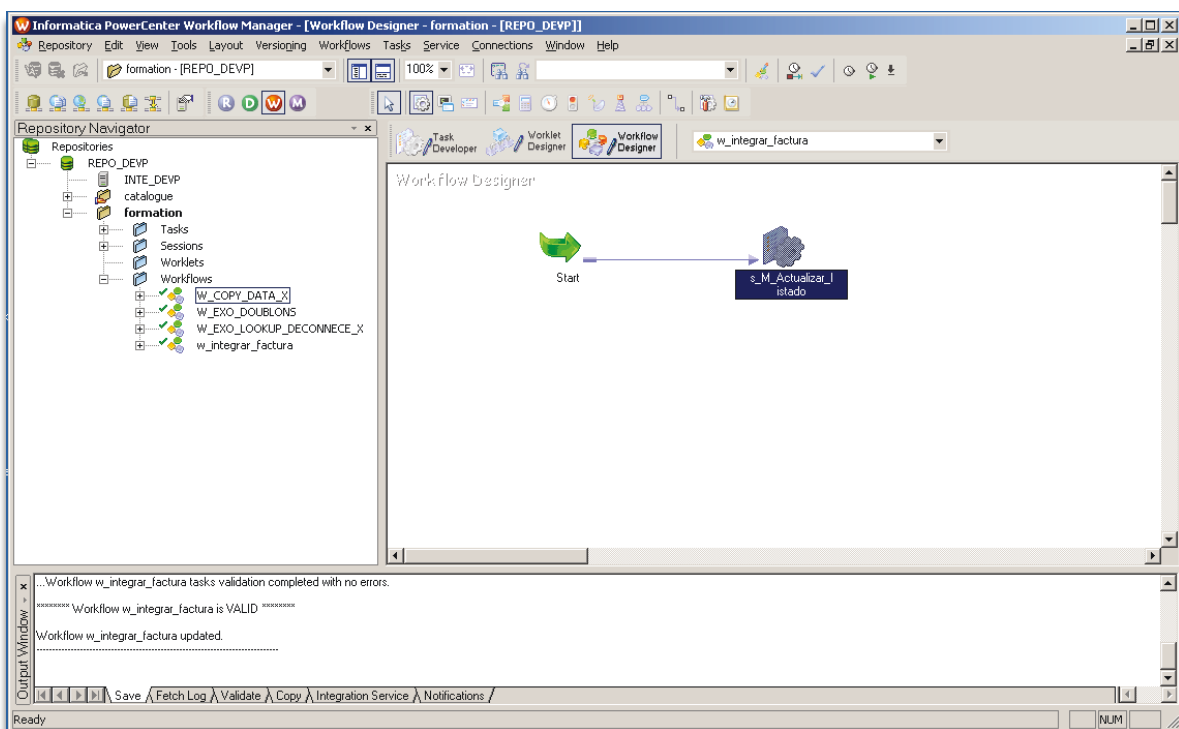 Informatica PowerCenter Workflow Manager - [Workflow Designer - formation - [REPO_DEVP]]
Repository Edit View Tools Layout Versioning Workflows Tasks Service Connections Window Help
formation - [REPO_DEVP]
100%
R D W M
Repository Navigator
Task Developer
Worklet Designer
Workflow Designer
w_integrar_factura
Repositories
REPO_DEVP
INTE_DEVP
catalogue
formation
Tasks
Sessions
Worklets
Workflows
W_COPY_DATA_X
W_EXO_DOUBLONS
W_EXO_LOOKUP_DECONNECE_X
w_integrar_factura
Workflow Designer
Start
s_M_Actualizar_l
istado
Output Window
...Workflow w_integrar_factura tasks validation completed with no errors.
******** Workflow w_integrar_factura is VALID ********
Workflow w_integrar_factura updated.
Save Fetch Log Validate Copy Integration Service Notifications
Ready
NUM